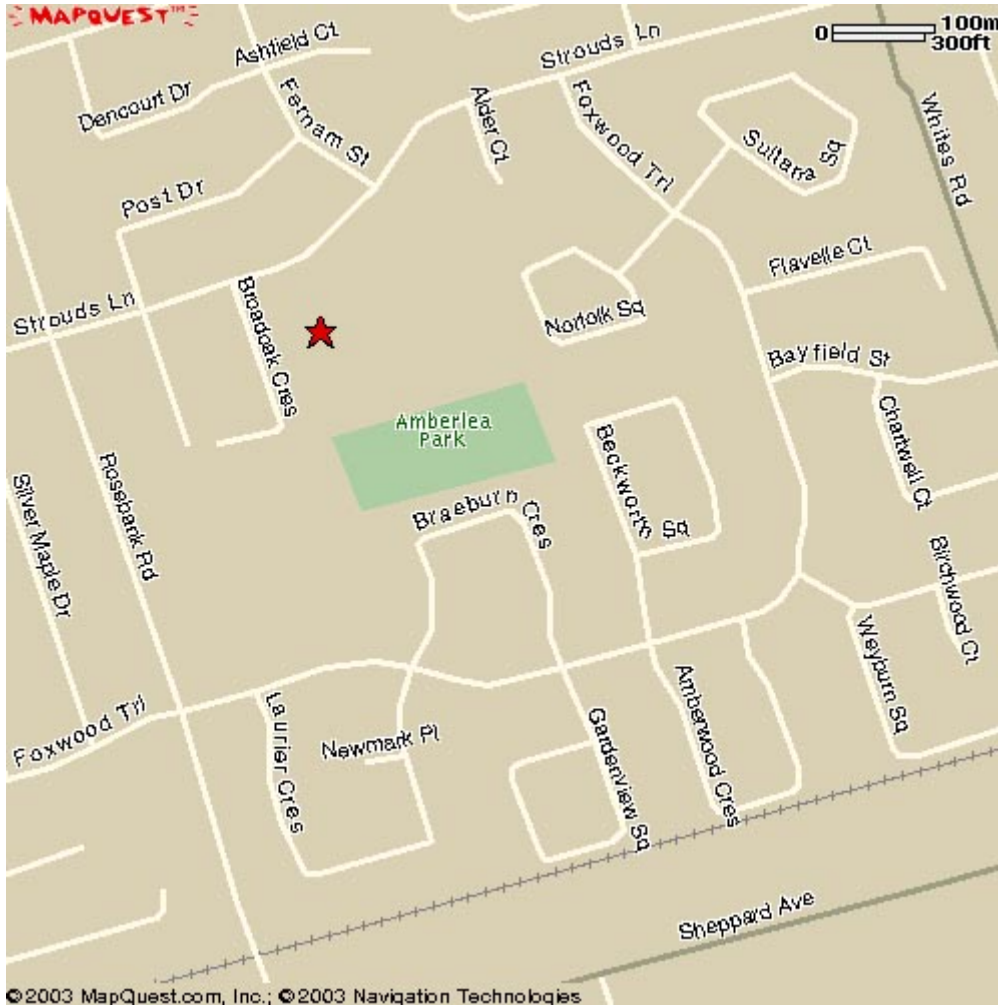 MAPQUEST™
0 100m
300ft
Ashfield Ct
Strouds Ln
Dencourt Dr
Farnam St
Alder Ct
Foxwood Trl
Sultana Sq
Whites Rd
Post Dr
Flavelle Ct
Strouds Ln
Broadoak Cres
Norfolk Sq
Bayfield St
Amberlea
Park
Chartwell Ct
Beckworth Sq
Silver Maple Dr
Rosebank Rd
Braeburn Cres
Birchwood Ct
Weyburn Sq
Foxwood Trl
Laurier Cres
Newmark Pl
Gardenview Sq
Amberwood Cres
Sheppard Ave
©2003 MapQuest.com, Inc.; ©2003 Navigation Technologies